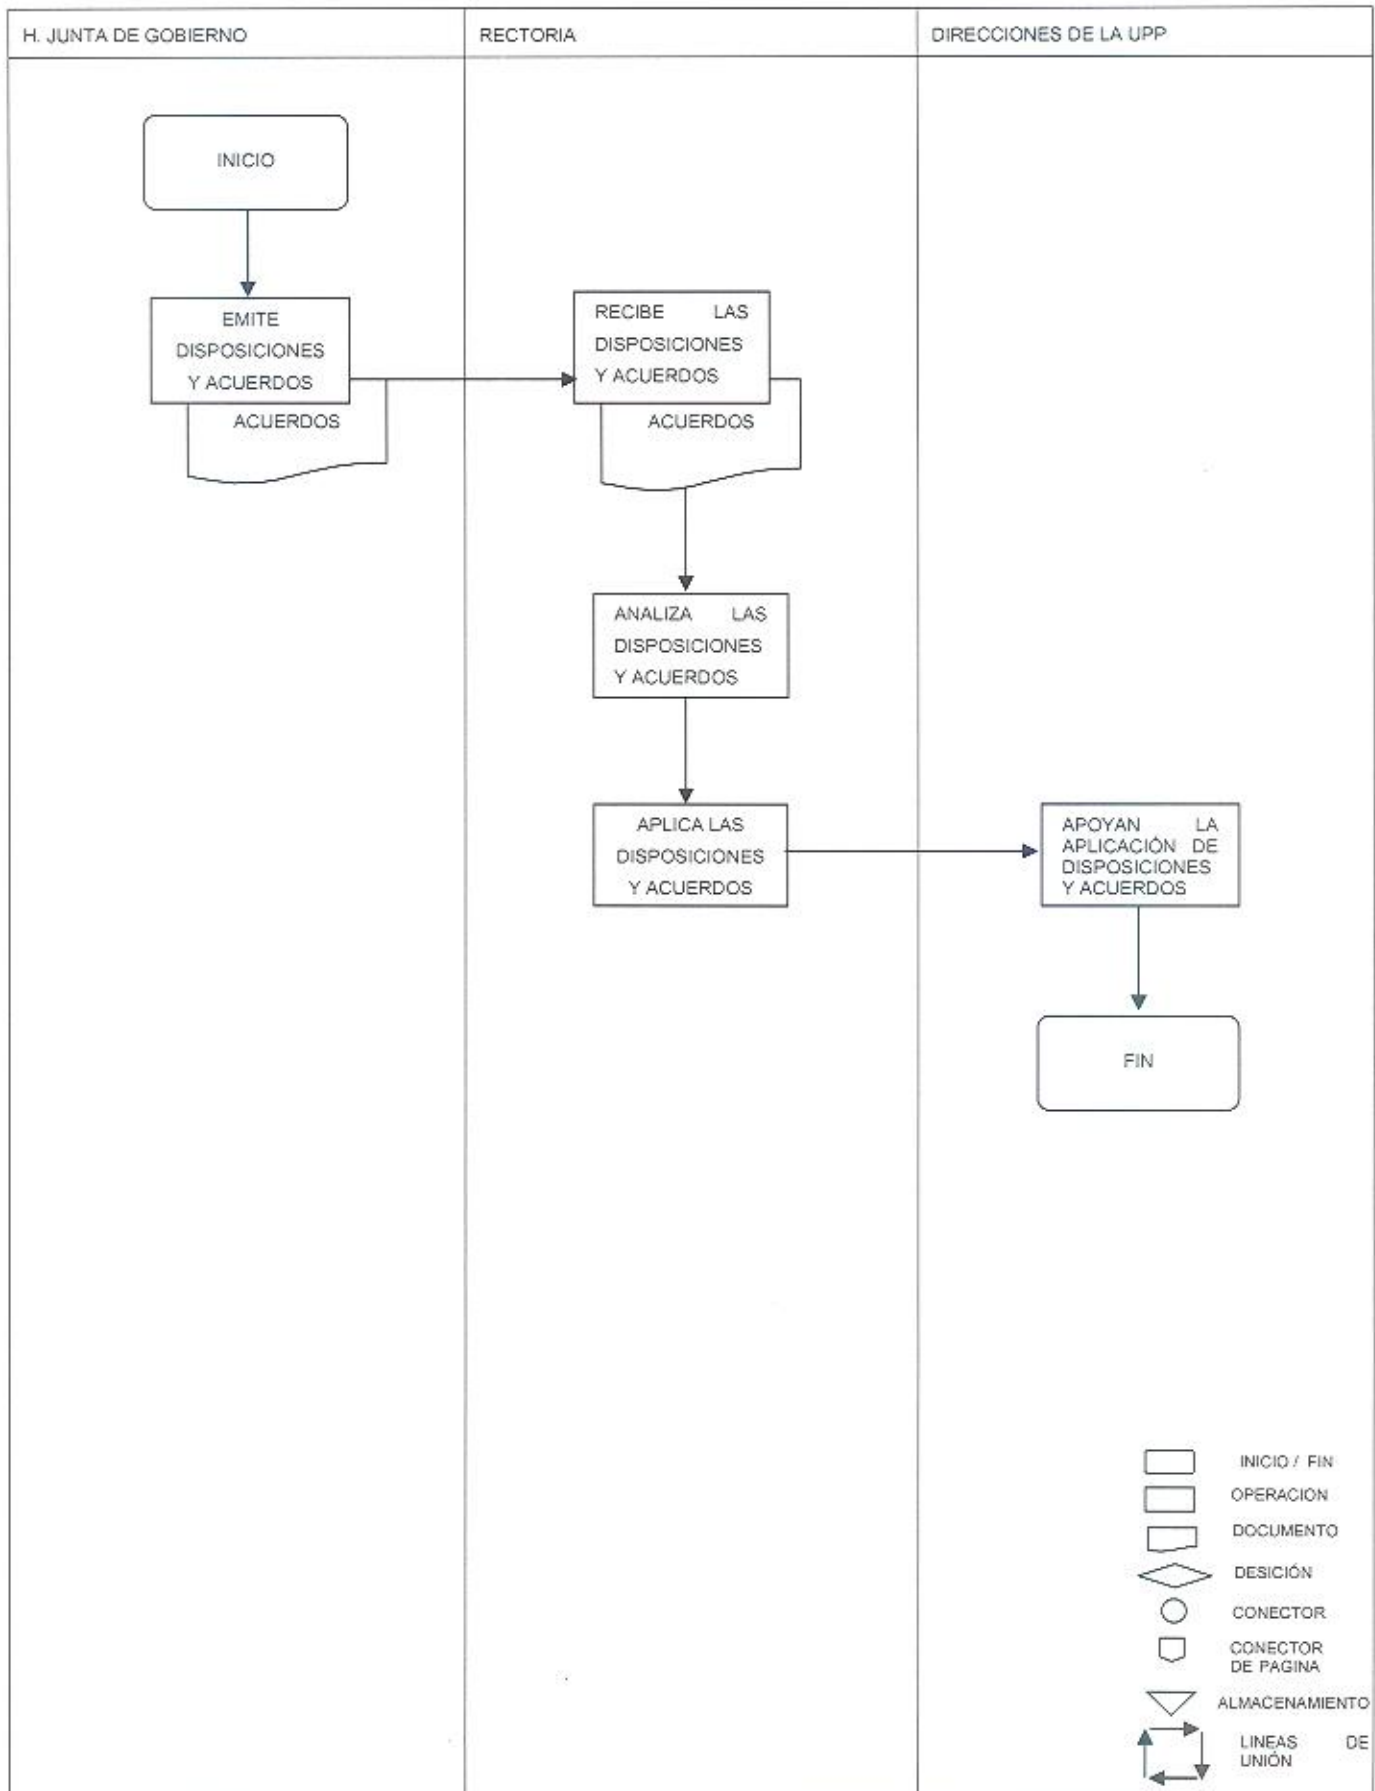 H. JUNTA DE GOBIERNO
RECTORIA
DIRECCIONES DE LA UPP
INICIO
EMITE
DISPOSICIONES
Y ACUERDOS
ACUERDOS
RECIBE LAS
DISPOSICIONES
Y ACUERDOS
ACUERDOS
ANALIZA LAS
DISPOSICIONES
Y ACUERDOS
APLICA LAS
DISPOSICIONES
Y ACUERDOS
APOYAN LA
APLICACIÓN DE
DISPOSICIONES
Y ACUERDOS
FIN
INICIO / FIN
OPERACION
DOCUMENTO
DESICIÓN
CONECTOR
CONECTOR
DE PAGINA
ALMACENAMIENTO
LINEAS DE
UNIÓN